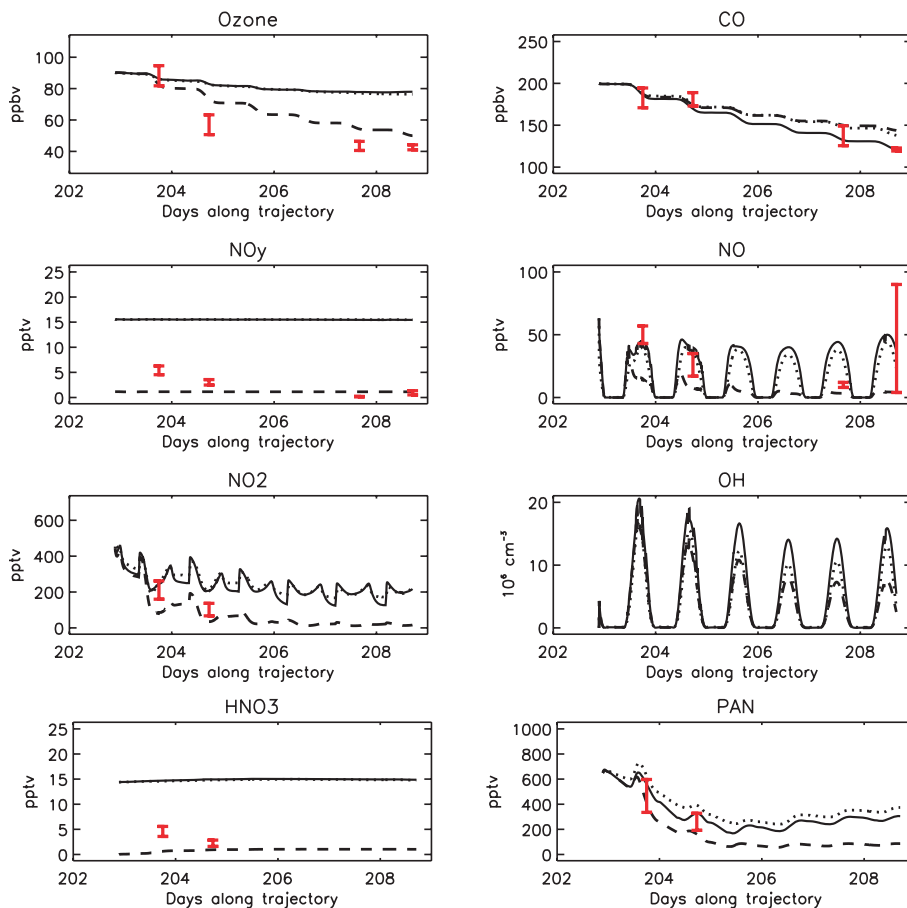 Ozone
ppbv
100
80
60
40
202 204 206 208
Days along trajectory
CO
ppbv
250
200
150
100
202 204 206 208
Days along trajectory
NOy
pptv
25
20
15
10
5
0
202 204 206 208
Days along trajectory
NO
pptv
100
50
0
202 204 206 208
Days along trajectory
NO2
pptv
600
400
200
0
202 204 206 208
Days along trajectory
OH
10⁶ cm⁻³
20
10
0
202 204 206 208
Days along trajectory
HNO3
pptv
25
20
15
10
5
0
202 204 206 208
Days along trajectory
PAN
pptv
1000
800
600
400
200
0
202 204 206 208
Days along trajectory